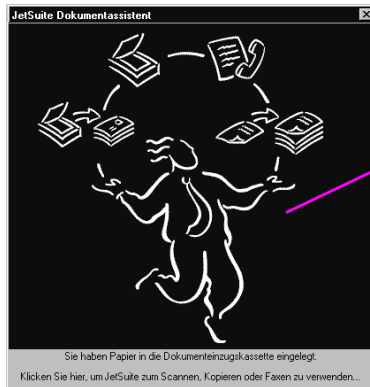 JetSuite Dokumentassistent
Sie haben Papier in die Dokumenteinzugskassette eingelegt.
Klicken Sie hier, um JetSuite zum Scannen, Kopieren oder Faxen zu verwenden...